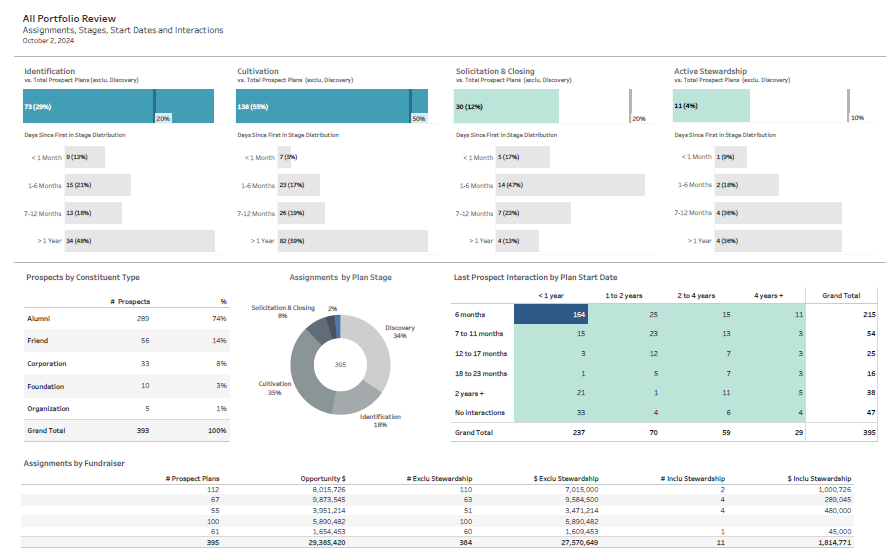 All Portfolio Review
Assignments, Stages, Start Dates and Interactions
October 2, 2024
Identification
vs. Total Prospect Plans (exclu, Discovery)
73 (29%)
20%
Days Since First in Stage Distribution
< 1 Month 9 (13%)
1-6 Months 15 (21%)
7-12 Months 13 (18%)
> 1 Year 34 (48%)
Cultivation
vs. Total Prospect Plans (exclu. Discovery)
138 (55%)
50%
Days Since First in Stage Distribution
< 1 Month 7 (5%)
1-6 Months 23 (17%)
7-12 Months 26 (19%)
> 1 Year 82 (59%)
Solicitation & Closing
vs. Total Prospect Plans (exclu. Discovery)
30 (12%)
20%
Days Since First in Stage Distribution
< 1 Month 5 (17%)
1-6 Months 14 (47%)
7-12 Months 7 (23%)
> 1 Year 4 (13%)
Active Stewardship
vs. Total Prospect Plans (exclu. Discovery)
11 (4%)
10%
Days Since First in Stage Distribution
< 1 Month 1 (9%)
1-6 Months 2 (18%)
7-12 Months 4 (36%)
> 1 Year 4 (36%)
Prospects by Constituent Type
# Prospects %
Alumni 289 74%
Friend 56 14%
Corporation 33 8%
Foundation 10 3%
Organization 5 1%
Grand Total 393 100%
Assignments by Plan Stage
Solicitation & Closing
8%
2%
Discovery
34%
395
Cultivation
35%
Identification
18%
Last Prospect Interaction by Plan Start Date
< 1 year 1 to 2 years 2 to 4 years 4 years + Grand Total
6 months 164 25 15 11 215
7 to 11 months 15 23 13 3 54
12 to 17 months 3 12 7 3 25
18 to 23 months 1 5 7 3 16
2 years + 21 1 11 5 38
No interactions 33 4 6 4 47
Grand Total 237 70 59 29 395
Assignments by Fundraiser
# Prospect Plans Opportunity $ # Exclu Stewardship $ Exclu Stewardship # Inclu Stewardship $ Inclu Stewardship
112 8,015,726 110 7,015,000 2 1,000,726
67 9,873,545 63 9,584,500 4 289,045
55 3,951,214 51 3,471,214 4 480,000
100 5,890,482 100 5,890,482
61 1,654,453 60 1,609,453 1 45,000
395 29,385,420 384 27,570,649 11 1,814,771